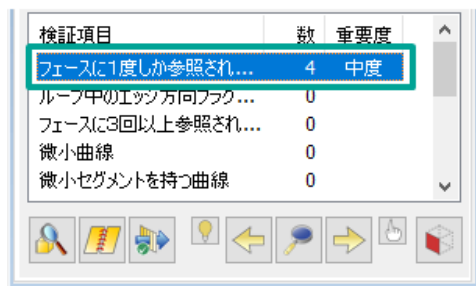 検証項目 数 重要度
フェースに1度しか参照され... 4 中度
ループ中のエッジ方向フラグ... 0
フェースに3回以上参照され... 0
微小曲線 0
微小セグメントを持つ曲線 0